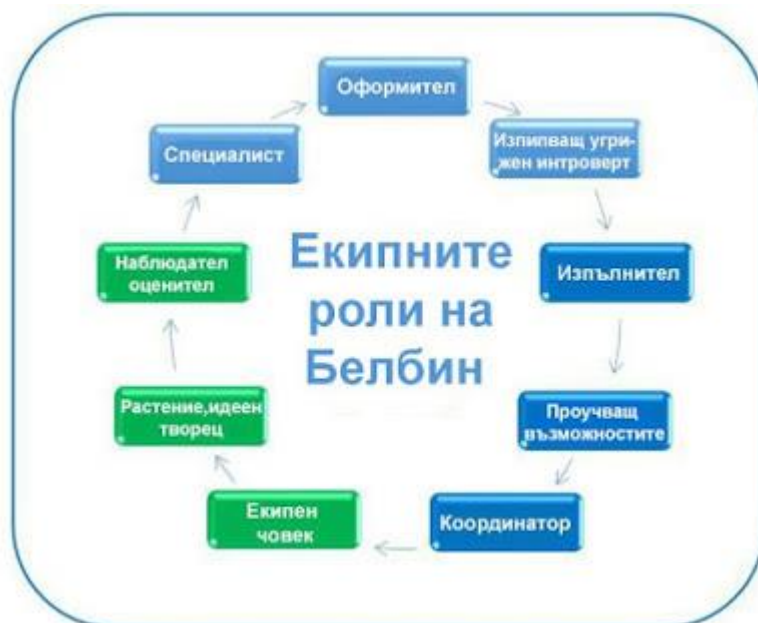 Оформител
Изпипващ угри-
жен интроверт
Изпълнител
Проучващ
възможностите
Координатор
Екипен
човек
Растение,идеен
творец
Наблюдател
оценител
Специалист
Екипните
роли на
Белбин